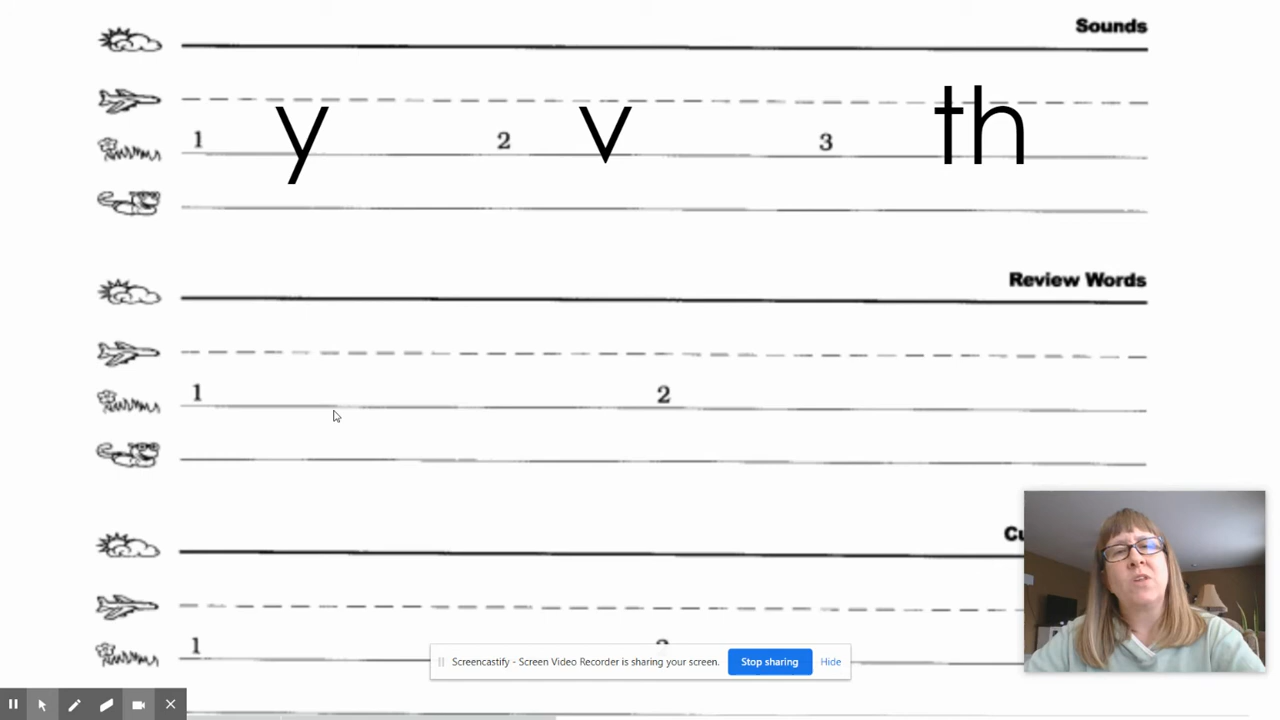 Sounds
1 y 2 v 3 th
Review Words
1 2
Cu
1
Screencastify - Screen Video Recorder is sharing your screen. Stop sharing Hide